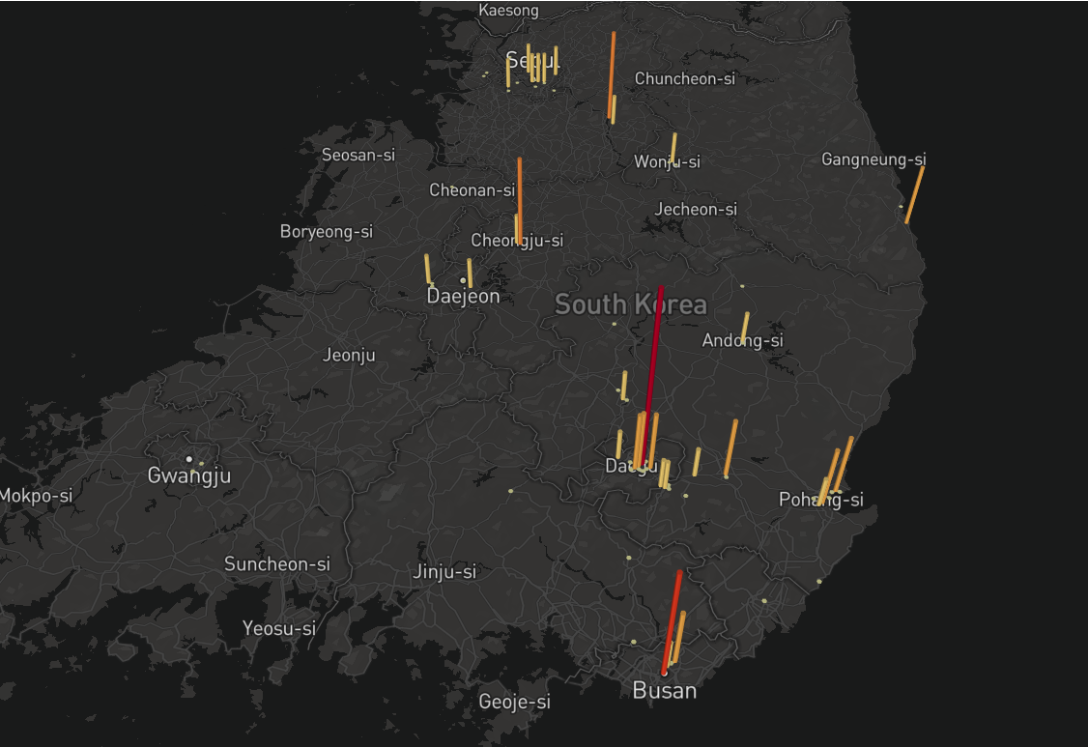 Kaesong
Seoul
Chuncheon-si
Seosan-si
Wonju-si
Gangneung-si
Cheonan-si
Jecheon-si
Boryeong-si
Cheongju-si
Daejeon
South Korea
Andong-si
Jeonju
Daegu
Gwangju
Mokpo-si
Pohang-si
Suncheon-si
Jinju-si
Yeosu-si
Busan
Geoje-si